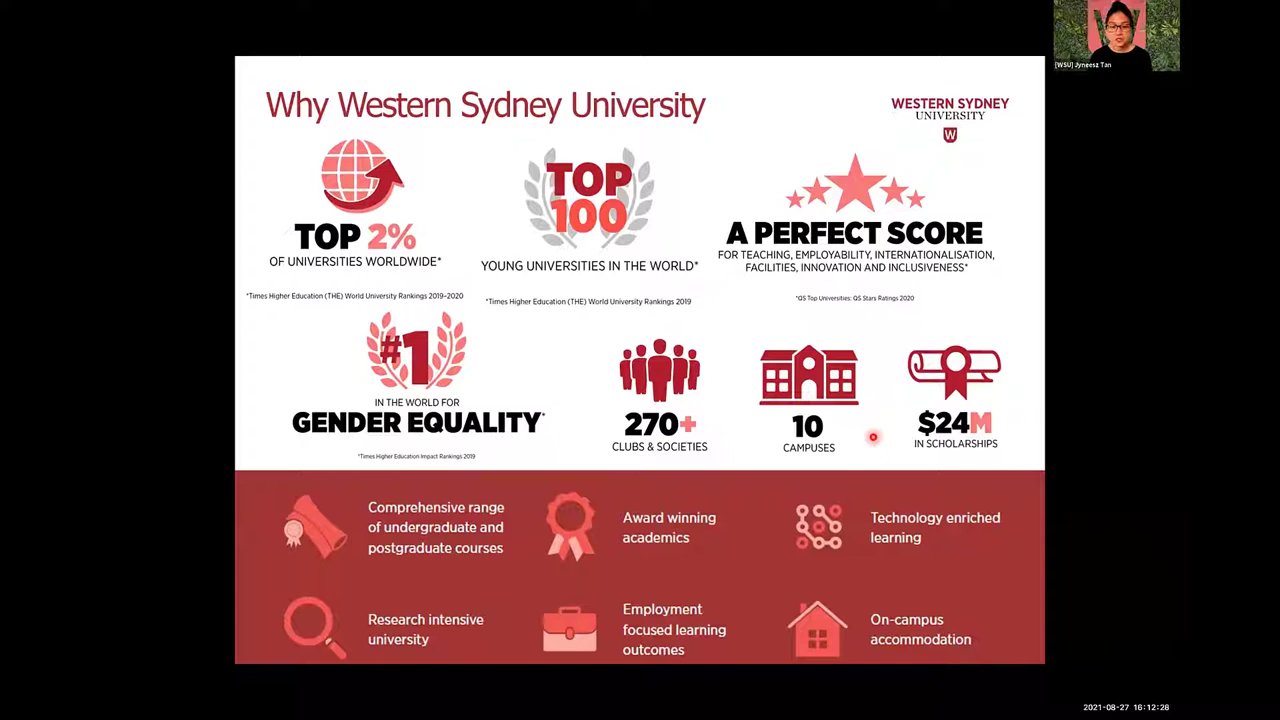 [WSU] Jyneesz Tan
Why Western Sydney University
WESTERN SYDNEY
UNIVERSITY
W
TOP 2%
OF UNIVERSITIES WORLDWIDE*
*Times Higher Education (THE) World University Rankings 2019-2020
TOP
100
YOUNG UNIVERSITIES IN THE WORLD*
*Times Higher Education (THE) World University Rankings 2019
A PERFECT SCORE
FOR TEACHING, EMPLOYABILITY, INTERNATIONALISATION,
FACILITIES, INNOVATION AND INCLUSIVENESS*
*QS Top Universities: QS Stars Ratings 2020
#1
IN THE WORLD FOR
GENDER EQUALITY*
*Times Higher Education Impact Rankings 2019
270+
CLUBS & SOCIETIES
10
CAMPUSES
$24M
IN SCHOLARSHIPS
Comprehensive range
of undergraduate and
postgraduate courses
Award winning
academics
Technology enriched
learning
Research intensive
university
Employment
focused learning
outcomes
On-campus
accommodation
2021-08-27 16:12:28